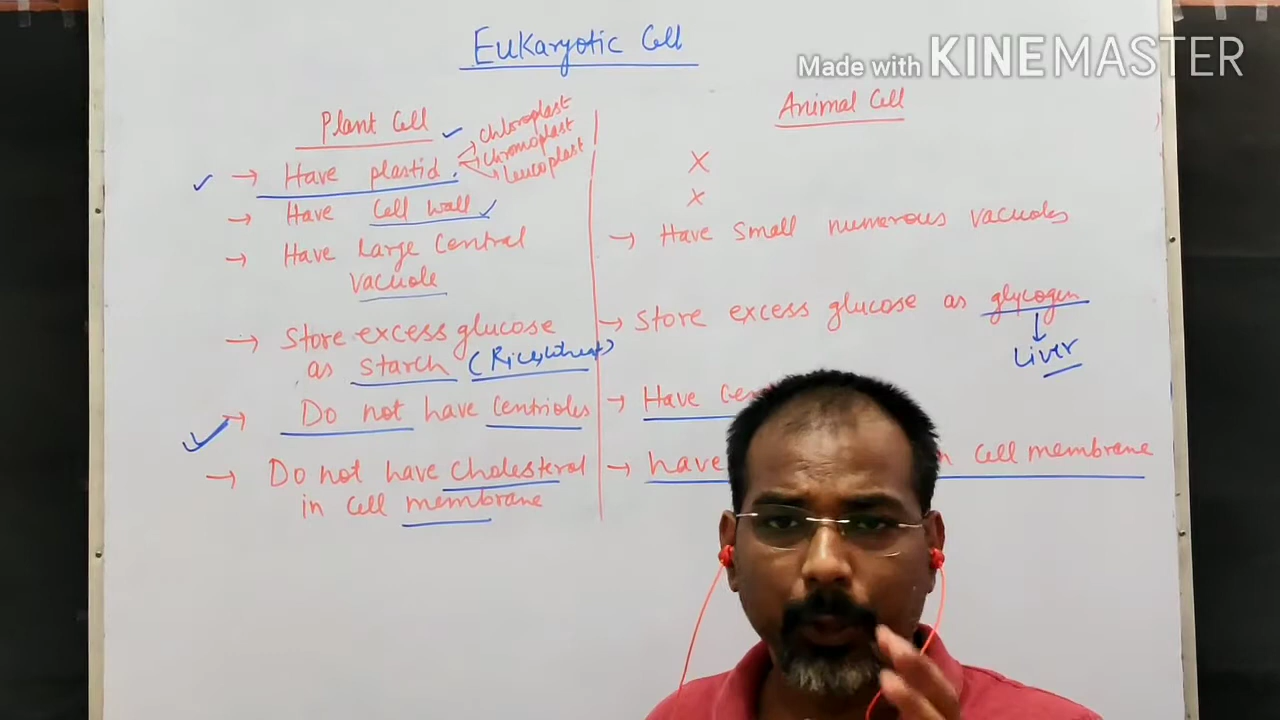 Eukaryotic Cell
Made with KINEMASTER
Plant Cell
Animal Cell
→ Have plastid → chloroplast
→ chromoplast
→ leucoplast
X
→ Have Cell wall
X
→ Have Large Central
vacuole
→ Have small numerous vacuoles
→ Store excess glucose
as starch (Rice, wheat)
→ Store excess glucose as glycogen
Liver
→ Do not have centrioles
→ Have
→ Do not have cholesterol
in cell membrane
→ have
cell membrane